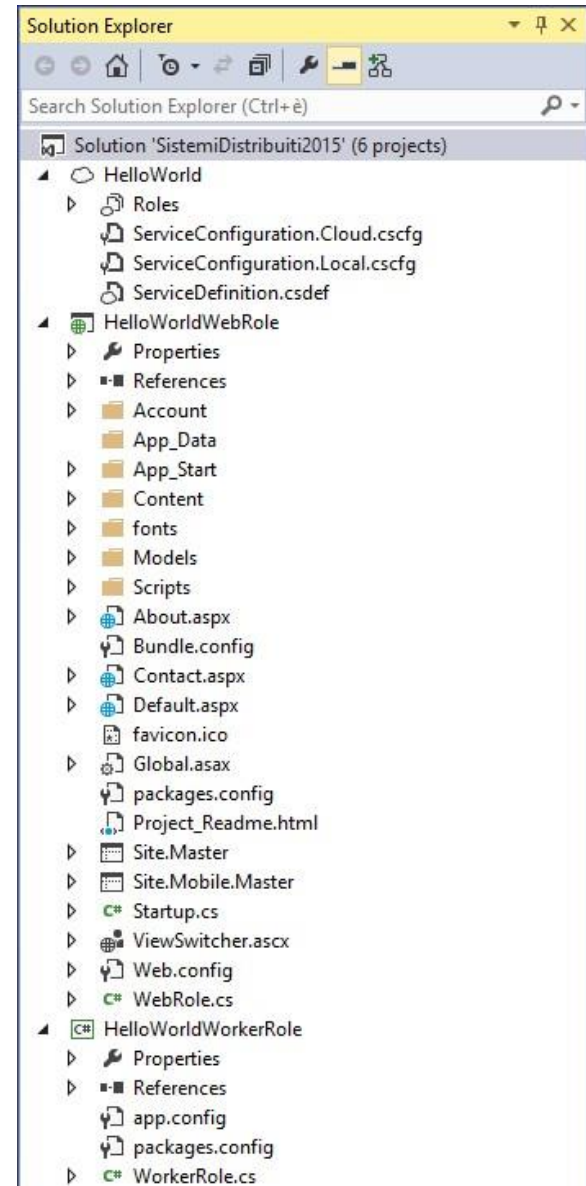 Solution Explorer
Search Solution Explorer (Ctrl+è)
Solution 'SistemiDistribuiti2015' (6 projects)
HelloWorld
Roles
ServiceConfiguration.Cloud.cscfg
ServiceConfiguration.Local.cscfg
ServiceDefinition.csdef
HelloWorldWebRole
Properties
References
Account
App_Data
App_Start
Content
fonts
Models
Scripts
About.aspx
Bundle.config
Contact.aspx
Default.aspx
favicon.ico
Global.asax
packages.config
Project_Readme.html
Site.Master
Site.Mobile.Master
C# Startup.cs
ViewSwitcher.ascx
Web.config
C# WebRole.cs
C# HelloWorldWorkerRole
Properties
References
app.config
packages.config
C# WorkerRole.cs